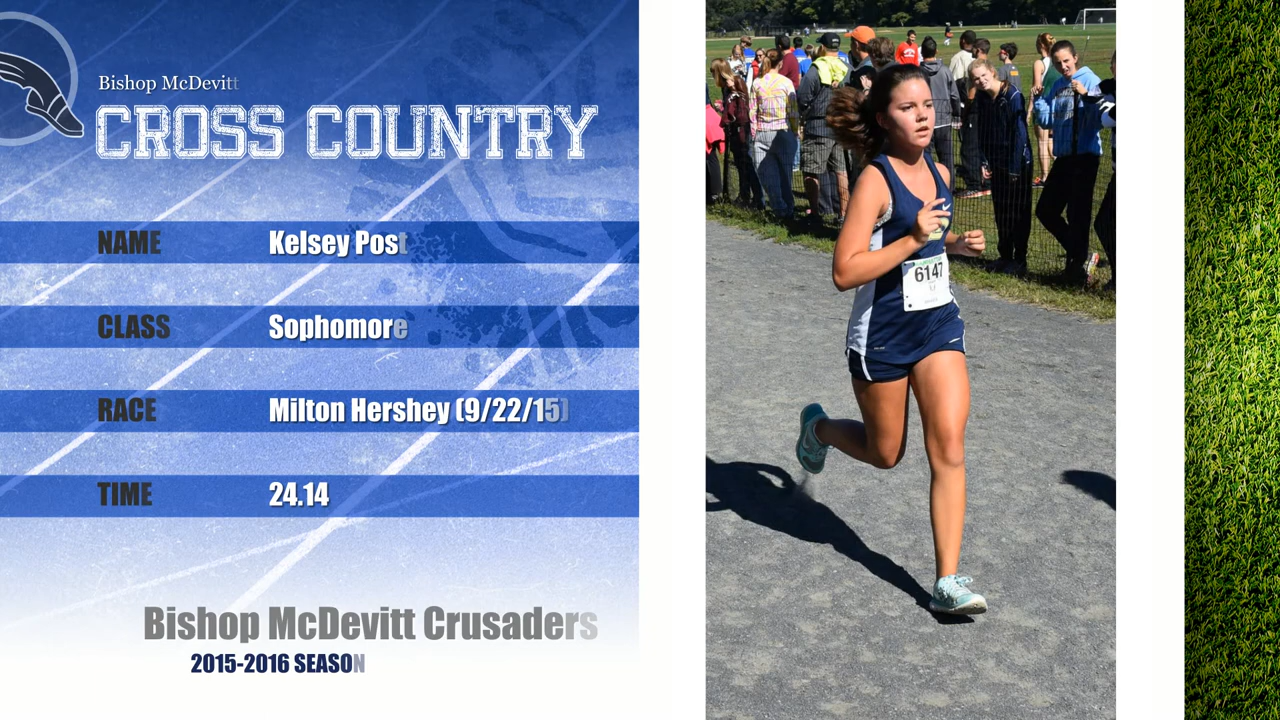 Bishop McDevitt
CROSS COUNTRY
NAME Kelsey Post
CLASS Sophomore
RACE Milton Hershey (9/22/15)
TIME 24.14
Bishop McDevitt Crusaders
2015-2016 SEASON
6147